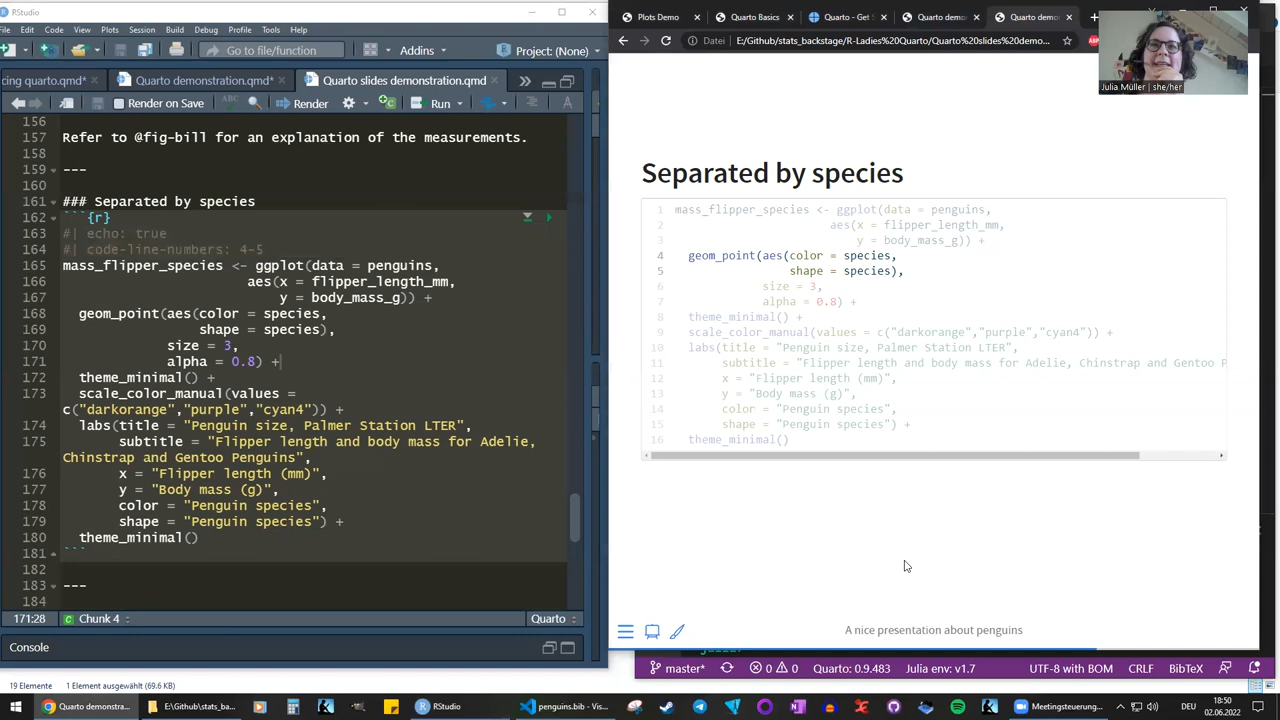 RStudio
File Edit Code View Plots Session Build Debug Profile Tools Help
Go to file/function Addins Project: (None)
cing quarto.qmd* Quarto demonstration.qmd* Quarto slides demonstration.qmd
Render on Save Render Run
156
157 Refer to @fig-bill for an explanation of the measurements.
158
159 ---
160
161 ### Separated by species
162 ```{r}
163 #| echo: true
164 #| code-line-numbers: 4-5
165 mass_flipper_species <- ggplot(data = penguins,
166 aes(x = flipper_length_mm,
167 y = body_mass_g)) +
168 geom_point(aes(color = species,
169 shape = species),
170 size = 3,
171 alpha = 0.8) +
172 theme_minimal() +
173 scale_color_manual(values =
c("darkorange","purple","cyan4")) +
174 labs(title = "Penguin size, Palmer Station LTER",
175 subtitle = "Flipper length and body mass for Adelie,
Chinstrap and Gentoo Penguins",
176 x = "Flipper length (mm)",
177 y = "Body mass (g)",
178 color = "Penguin species",
179 shape = "Penguin species") +
180 theme_minimal()
181 ```
182
183 ---
184
171:28 Chunk 4 Quarto
Console
19 Elemente 1 Element ausgewählt (69.6 KB)
Plots Demo Quarto Basics Quarto - Get S Quarto demo Quarto demo
Datei E:/Github/stats_backstage/R-Ladies%20Quarto/Quarto%20slides%20demo...
Julia Müller | she/her
Separated by species
1 mass_flipper_species <- ggplot(data = penguins,
2 aes(x = flipper_length_mm,
3 y = body_mass_g)) +
4 geom_point(aes(color = species,
5 shape = species),
6 size = 3,
7 alpha = 0.8) +
8 theme_minimal() +
9 scale_color_manual(values = c("darkorange","purple","cyan4")) +
10 labs(title = "Penguin size, Palmer Station LTER",
11 subtitle = "Flipper length and body mass for Adelie, Chinstrap and Gentoo P
12 x = "Flipper length (mm)",
13 y = "Body mass (g)",
14 color = "Penguin species",
15 shape = "Penguin species") +
16 theme_minimal()
A nice presentation about penguins
master* 0 0 Quarto: 0.9.483 Julia env: v1.7 UTF-8 with BOM CRLF BibTeX
Quarto demonstra... E:\Github\stats_ba... RStudio penguins.bib - Vis... Meetingsteuerung... DEU 18:50
02.06.2022